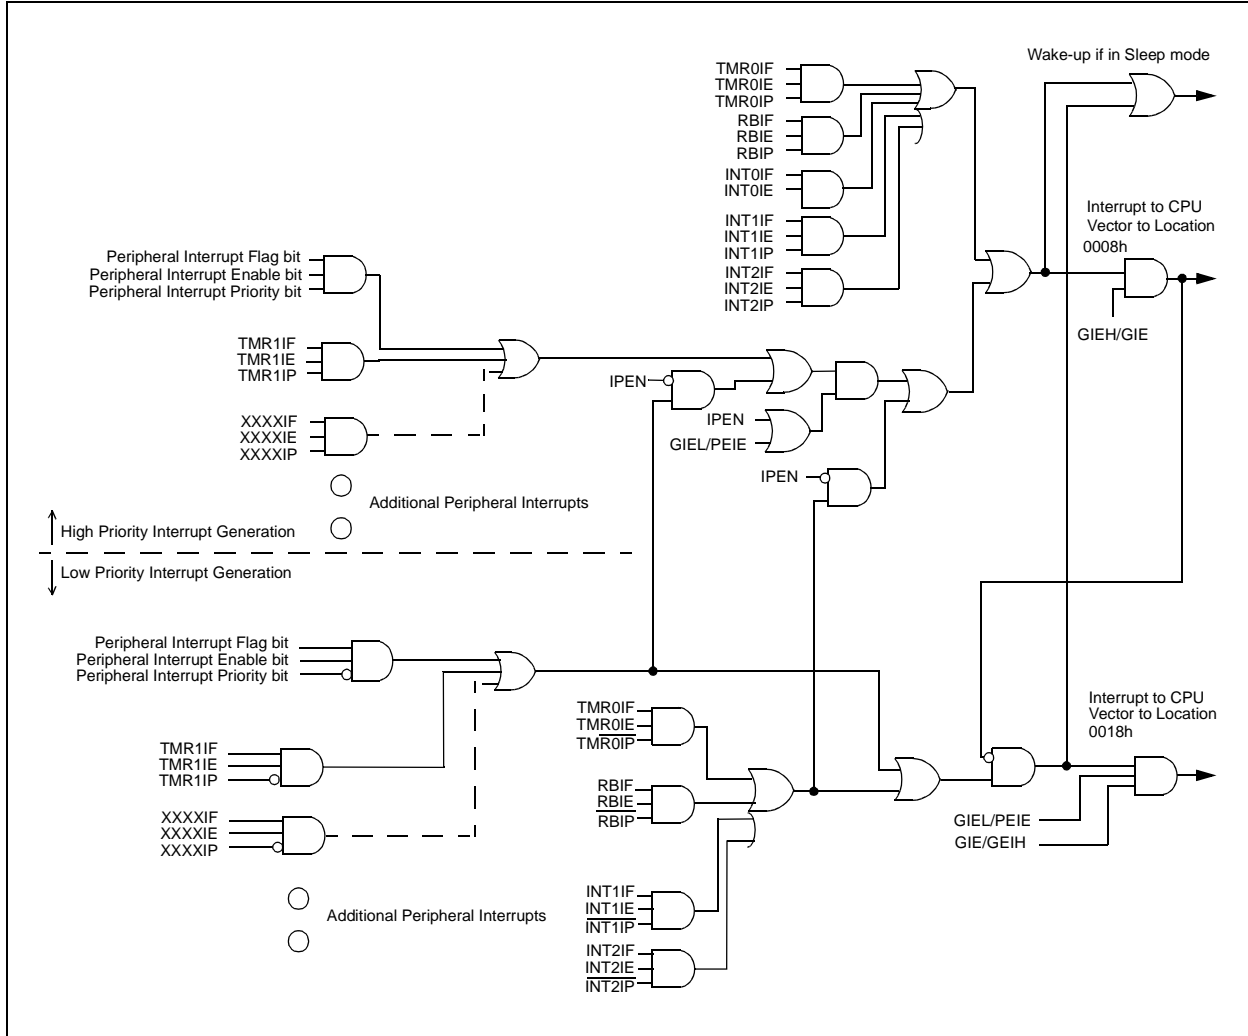 Wake-up if in Sleep mode
TMR0IF
TMR0IE
TMR0IP
RBIF
RBIE
RBIP
INT0IF
INT0IE
INT1IF
INT1IE
INT1IP
INT2IF
INT2IE
INT2IP
Interrupt to CPU
Vector to Location
0008h
GIEH/GIE
Peripheral Interrupt Flag bit
Peripheral Interrupt Enable bit
Peripheral Interrupt Priority bit
TMR1IF
TMR1IE
TMR1IP
XXXXIF
XXXXIE
XXXXIP
IPEN
IPEN
GIEL/PEIE
IPEN
Additional Peripheral Interrupts
High Priority Interrupt Generation
Low Priority Interrupt Generation
Peripheral Interrupt Flag bit
Peripheral Interrupt Enable bit
Peripheral Interrupt Priority bit
TMR1IF
TMR1IE
TMR1IP
XXXXIF
XXXXIE
XXXXIP
Additional Peripheral Interrupts
TMR0IF
TMR0IE
TMR0IP
RBIF
RBIE
RBIP
INT1IF
INT1IE
INT1IP
INT2IF
INT2IE
INT2IP
Interrupt to CPU
Vector to Location
0018h
GIEL/PEIE
GIE/GEIH